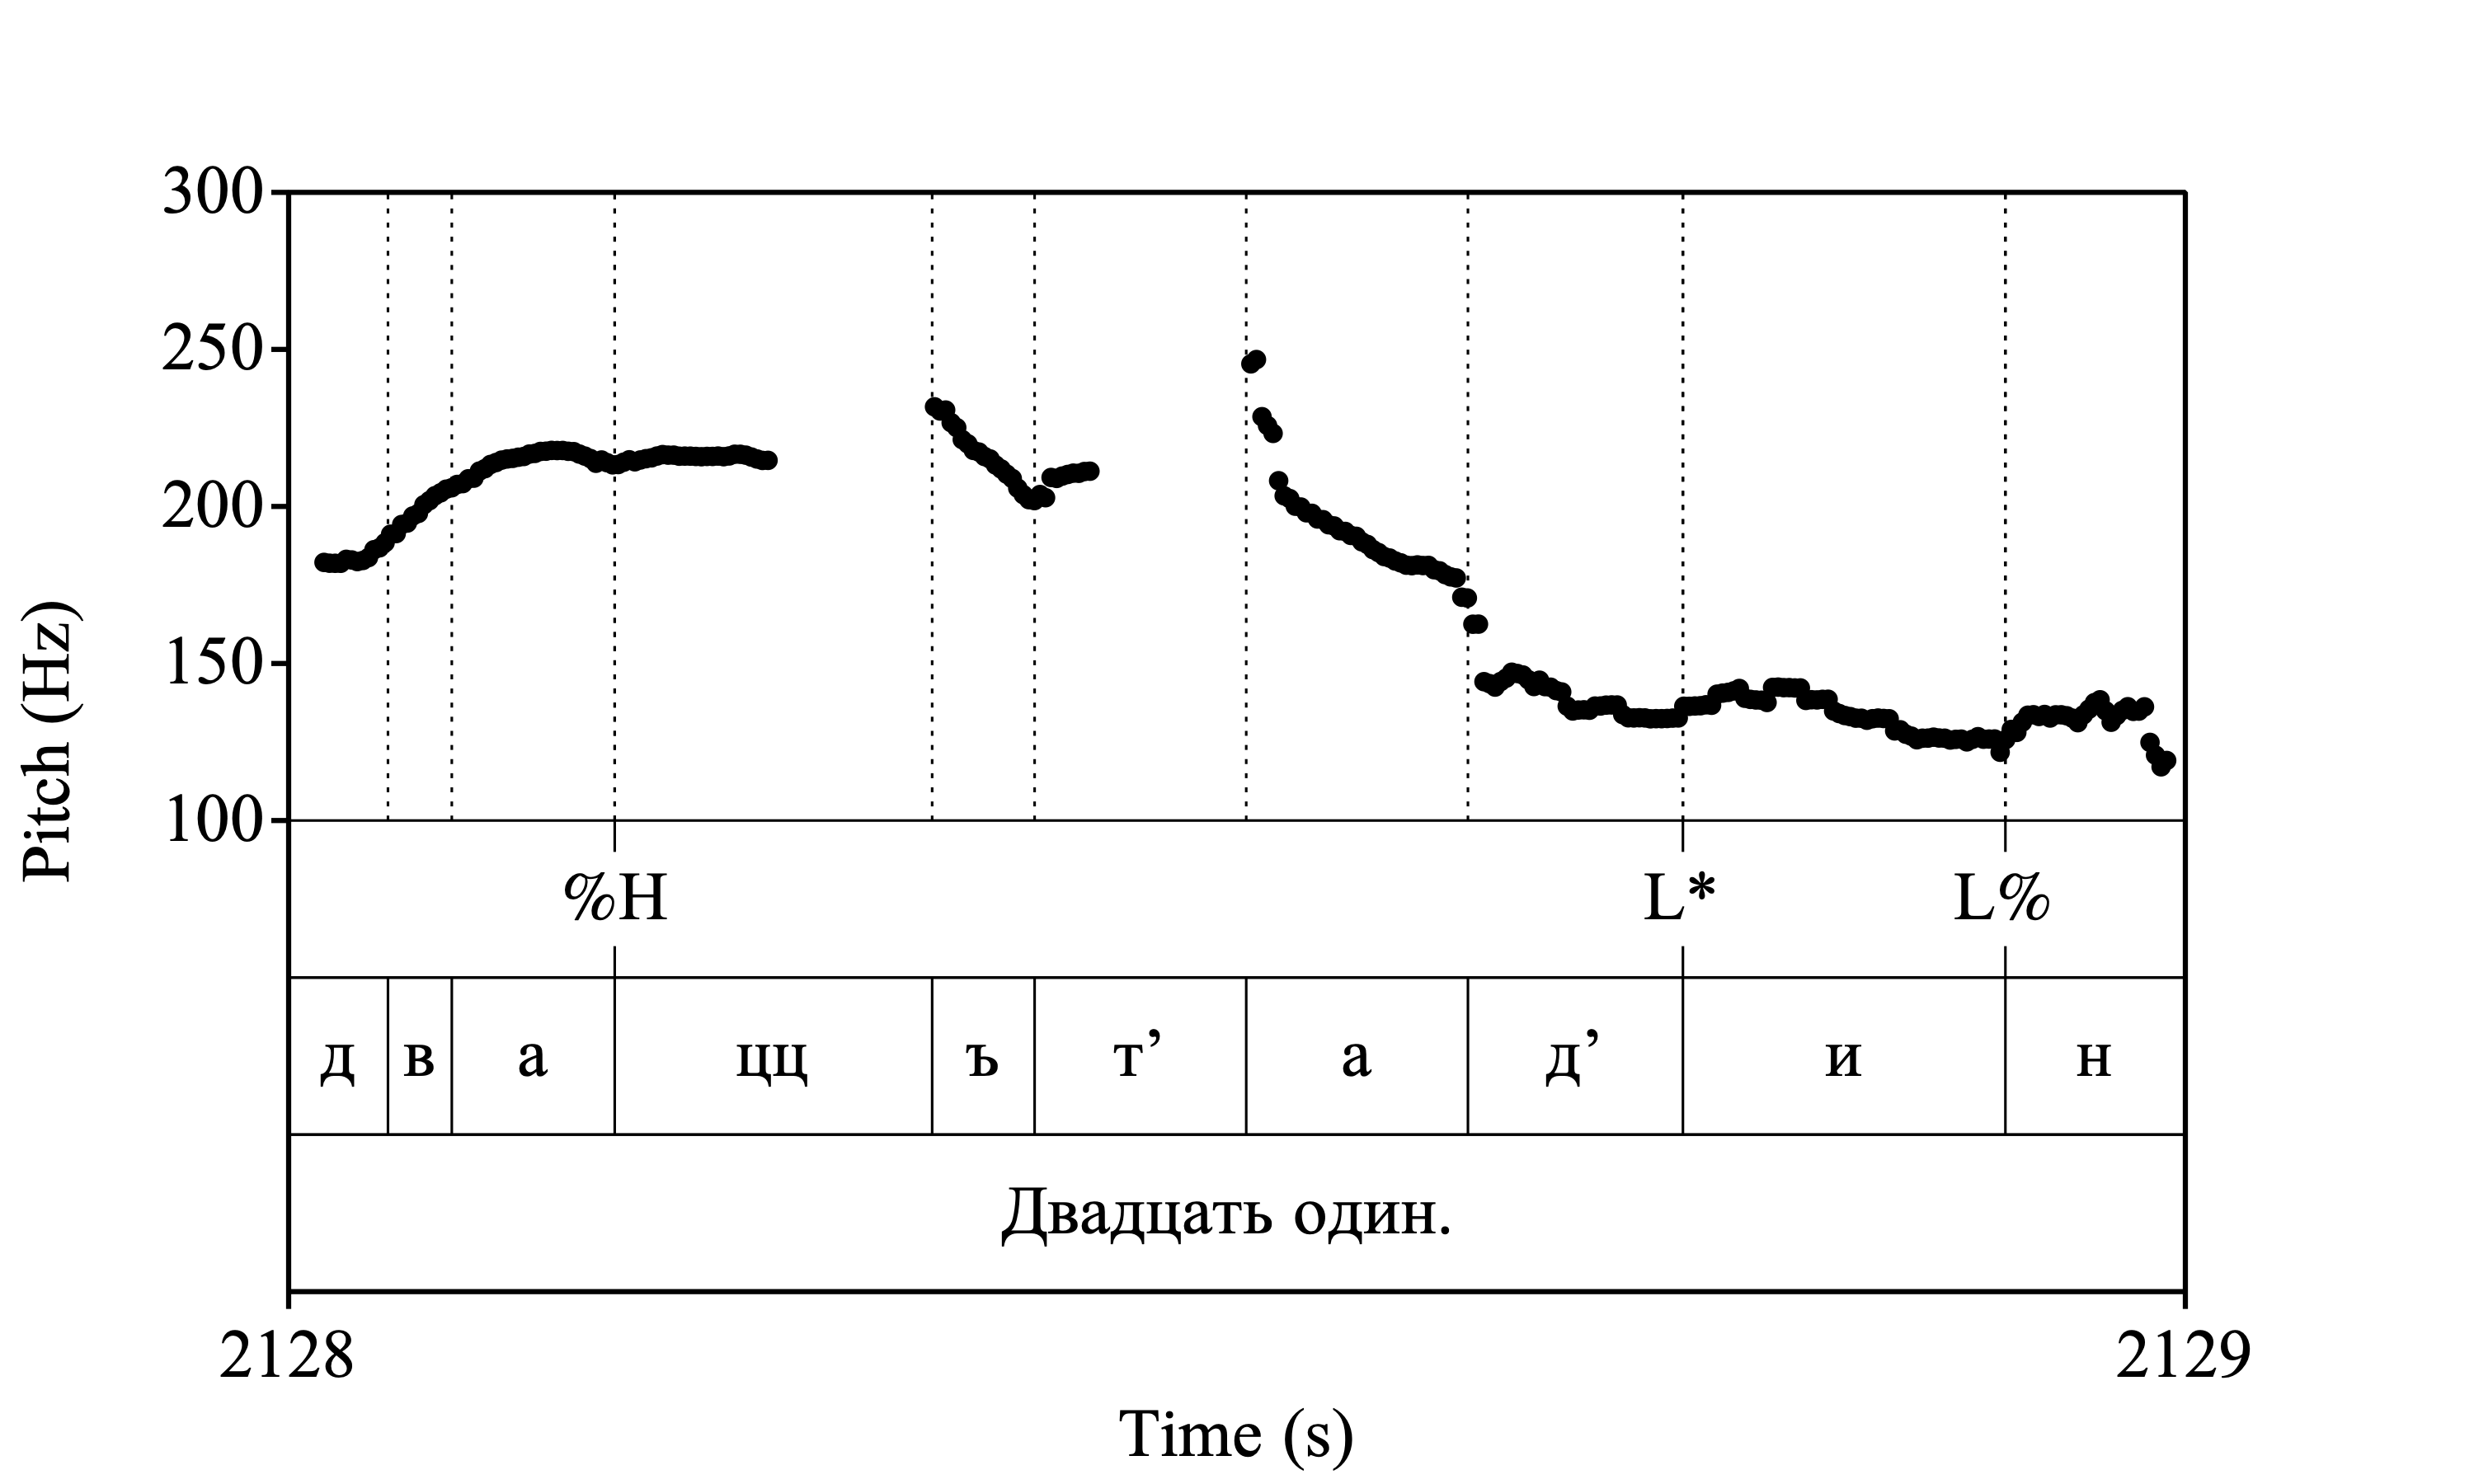 300
250
200
150
100
Pitch (Hz)
%H L* L%
д в а цц ъ т’ а д’ и н
Двадцать один.
2128 2129
Time (s)